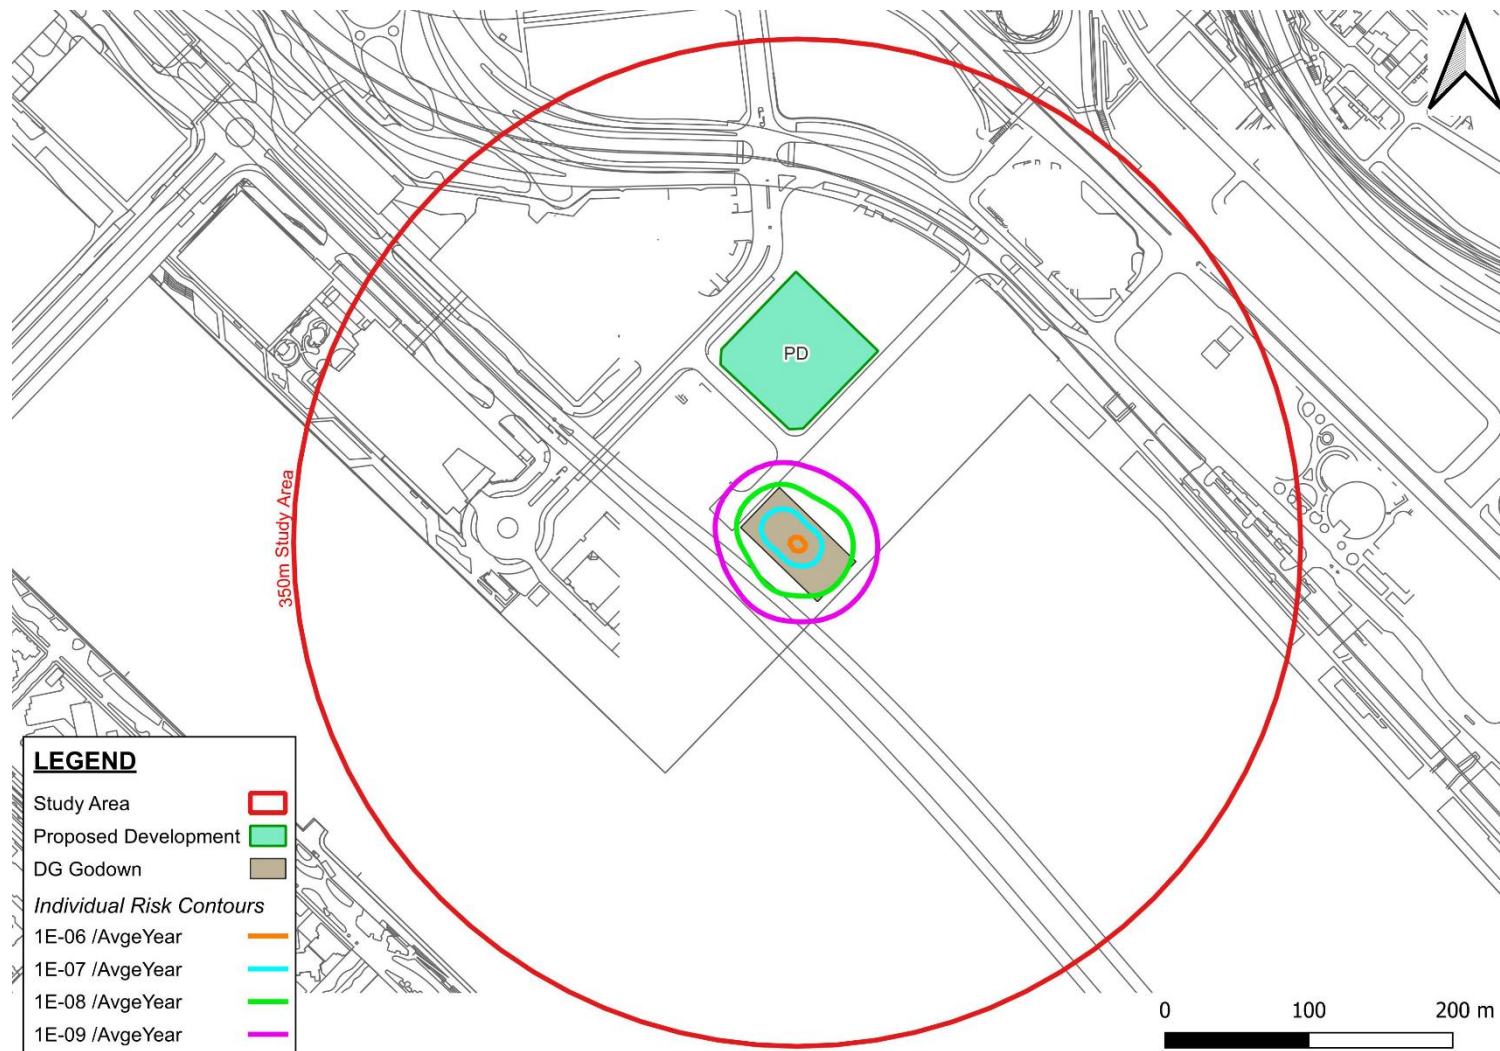 PD
350m Study Area
LEGEND
Study Area
Proposed Development
DG Godown
Individual Risk Contours
1E-06 /AvgeYear
1E-07 /AvgeYear
1E-08 /AvgeYear
1E-09 /AvgeYear
0 100 200 m